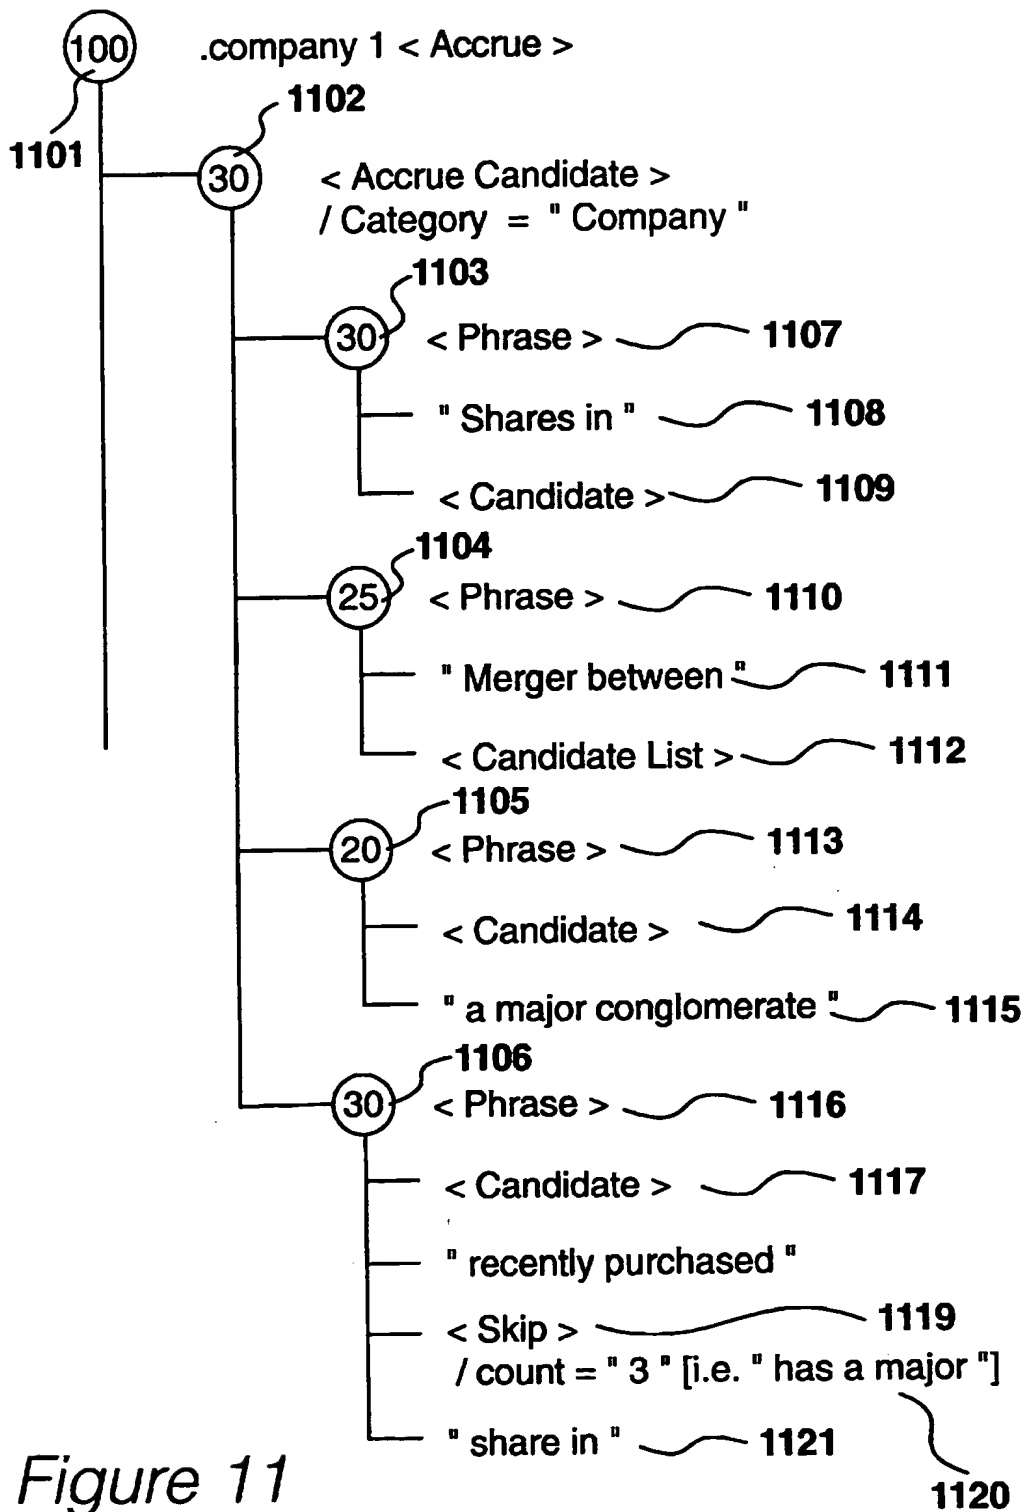 100 .company 1 < Accrue >
1102
1101
30 < Accrue Candidate >
/ Category = " Company "
1103
30 < Phrase > 1107
" Shares in " 1108
< Candidate > 1109
1104
25 < Phrase > 1110
" Merger between " 1111
< Candidate List > 1112
1105
20 < Phrase > 1113
< Candidate > 1114
" a major conglomerate " 1115
1106
30 < Phrase > 1116
< Candidate > 1117
" recently purchased "
< Skip > 1119
/ count = " 3 " [i.e. " has a major "]
" share in " 1121
1120
Figure 11